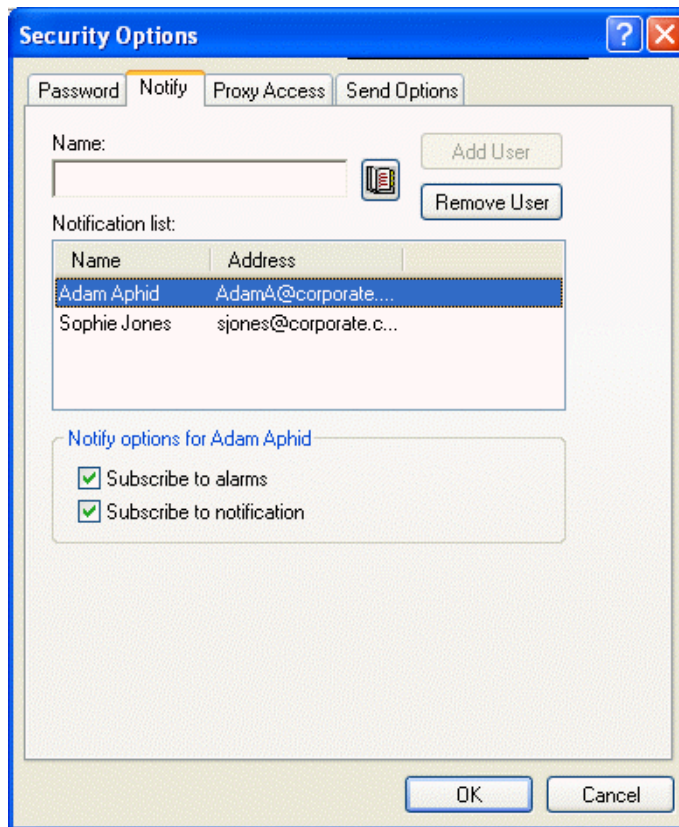 Security Options
Password Notify Proxy Access Send Options
Name:
Add User
Remove User
Notification list:
Name Address
Adam Aphid AdamA@corporate....
Sophie Jones sjones@corporate.c...
Notify options for Adam Aphid
Subscribe to alarms
Subscribe to notification
OK Cancel